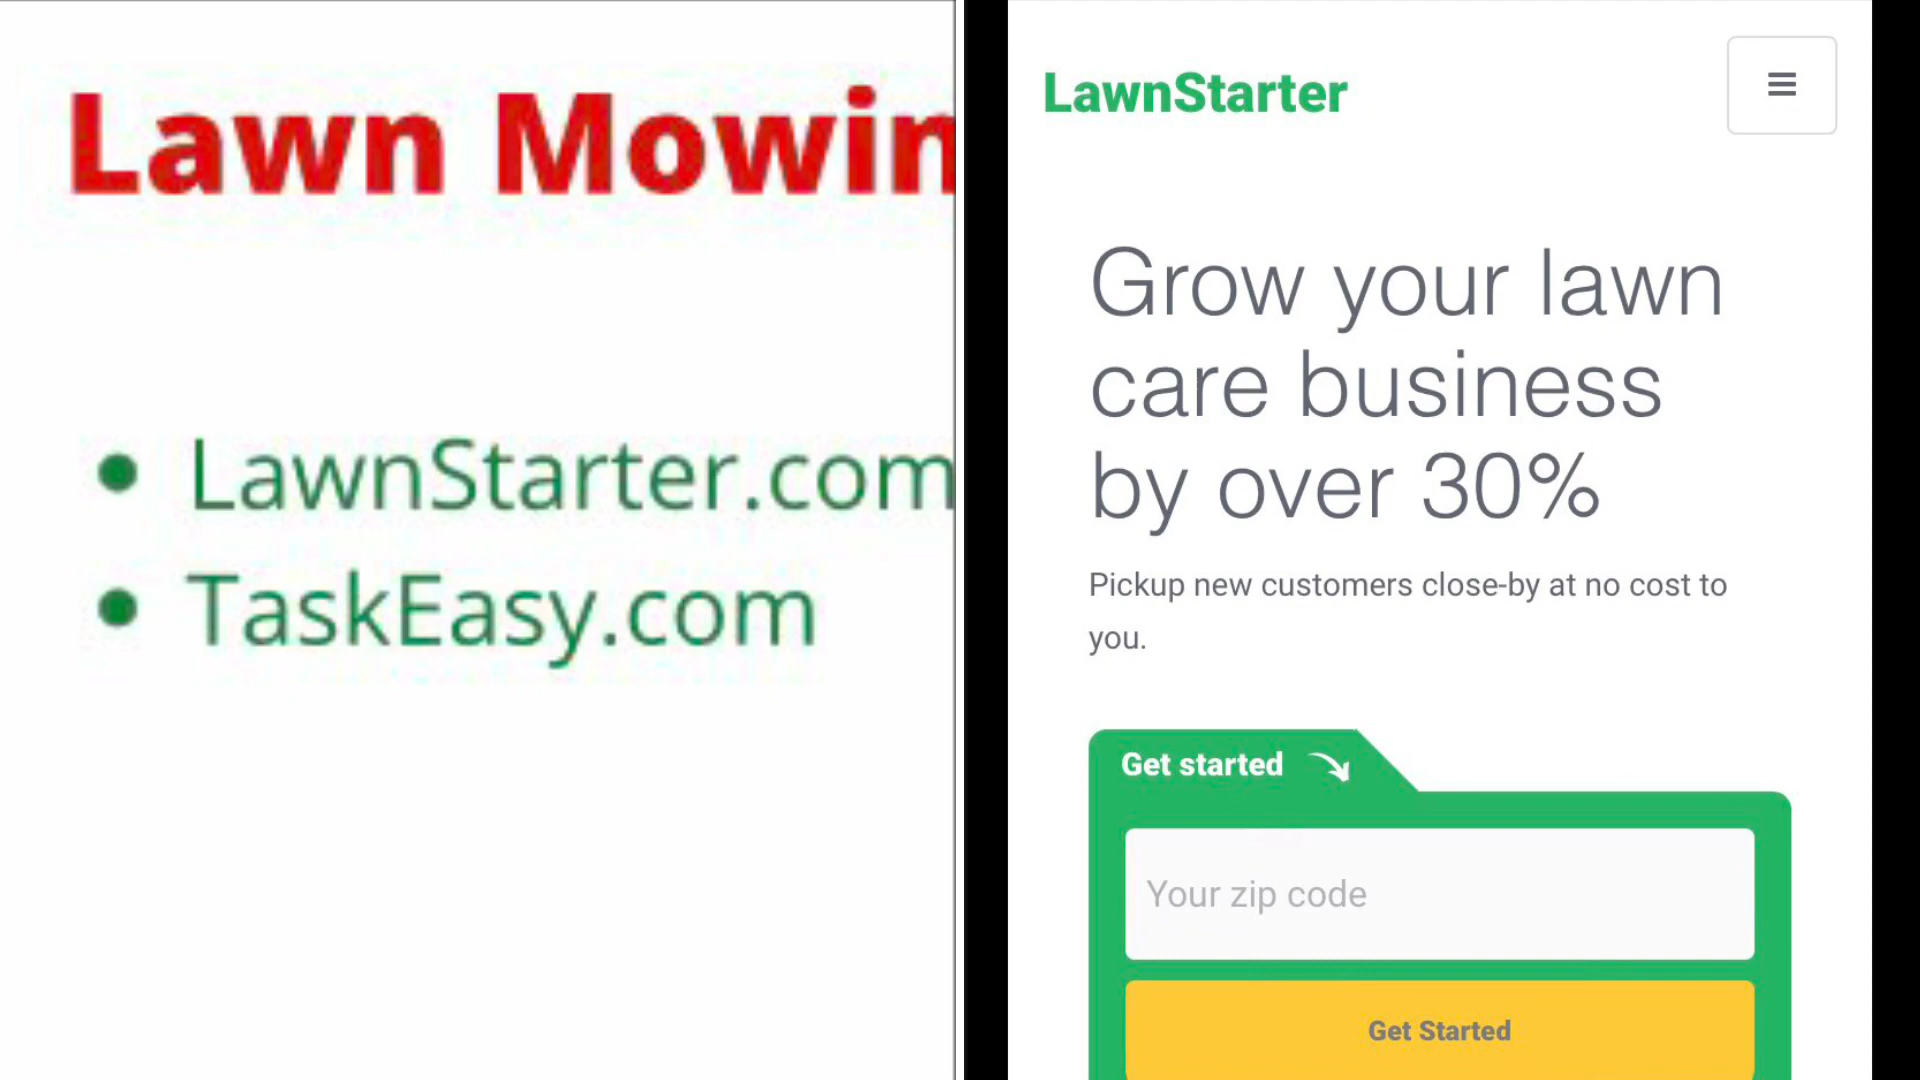 Lawn Mowin
LawnStarter.com
TaskEasy.com
LawnStarter
Grow your lawn
care business
by over 30%
Pickup new customers close-by at no cost to
you.
Get started
Your zip code
Get Started